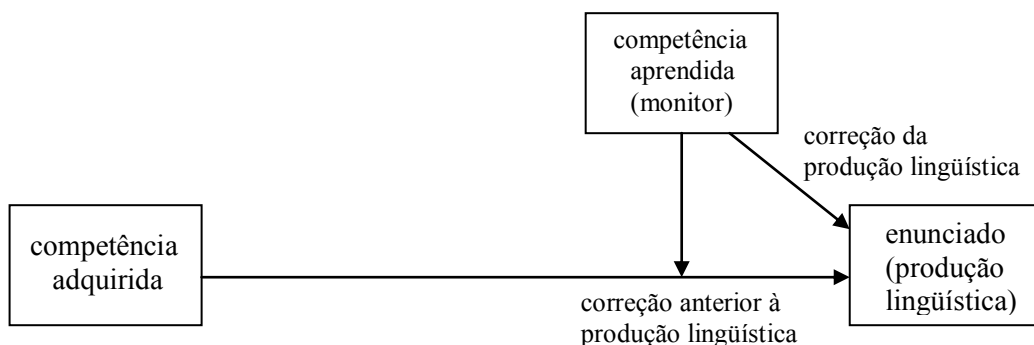 competência
aprendida
(monitor)
correção da
produção lingüística
competência
adquirida
enunciado
(produção
lingüística)
correção anterior à
produção lingüística